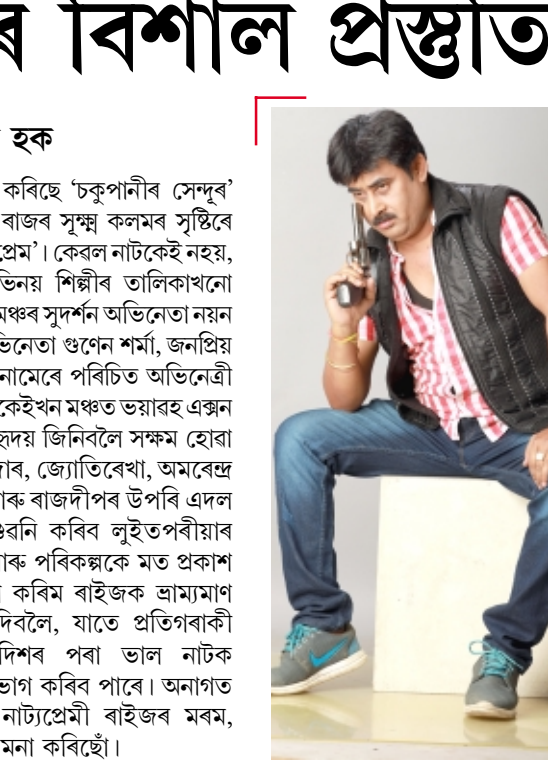 ৰ বিশাল প্ৰস্তুতি
হক
কৰিছে ‘চকুপানীৰ সেন্দূৰ’
ৰাজৰ সূক্ষ্ম কলমৰ সৃষ্টিৰে
প্ৰেম’। কেৱল নাটকেই নহয়,
ভিনয় শিল্পীৰ তালিকাখনো
মঞ্চৰ সুদৰ্শন অভিনেতা নয়ন
ভিনেতা গুণেন শৰ্মা, জনপ্ৰিয়
নামেৰে পৰিচিত অভিনেত্ৰী
কেইখন মঞ্চত ভয়াৱহ এক্সন
হৃদয় জিনিবলৈ সক্ষম হোৱা
দাৰ, জ্যোতিৰেখা, অমৰেন্দ্ৰ
আৰু ৰাজদীপৰ উপৰি এদল
শুৱনি কৰিব লুইতপৰীয়াৰ
আৰু পৰিকল্পকে মত প্ৰকাশ
কৰিম ৰাইজক ভ্ৰাম্যমাণ
দিবলৈ, যাতে প্ৰতিগৰাকী
দিশৰ পৰা ভাল নাটক
ভোগ কৰিব পাৰে। অনাগত
নাট্যপ্ৰেমী ৰাইজৰ মৰম,
মনা কৰিছোঁ।